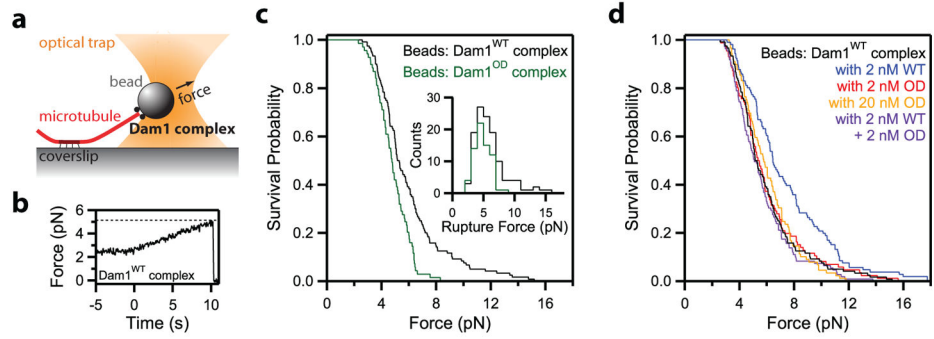 a
optical trap
bead
force
microtubule
Dam1 complex
coverslip
b
Force (pN)
6
4
2
0
Dam1WT complex
-5 0 5 10
Time (s)
c
Survival Probability
1.0
0.8
0.6
0.4
0.2
0.0
Beads: Dam1WT complex
Beads: Dam1OD complex
Counts
30
20
10
0
0 5 10 15
Rupture Force (pN)
0 4 8 12 16
Force (pN)
d
Survival Probability
1.0
0.8
0.6
0.4
0.2
0.0
Beads: Dam1WT complex
with 2 nM WT
with 2 nM OD
with 20 nM OD
with 2 nM WT
+ 2 nM OD
0 4 8 12 16
Force (pN)